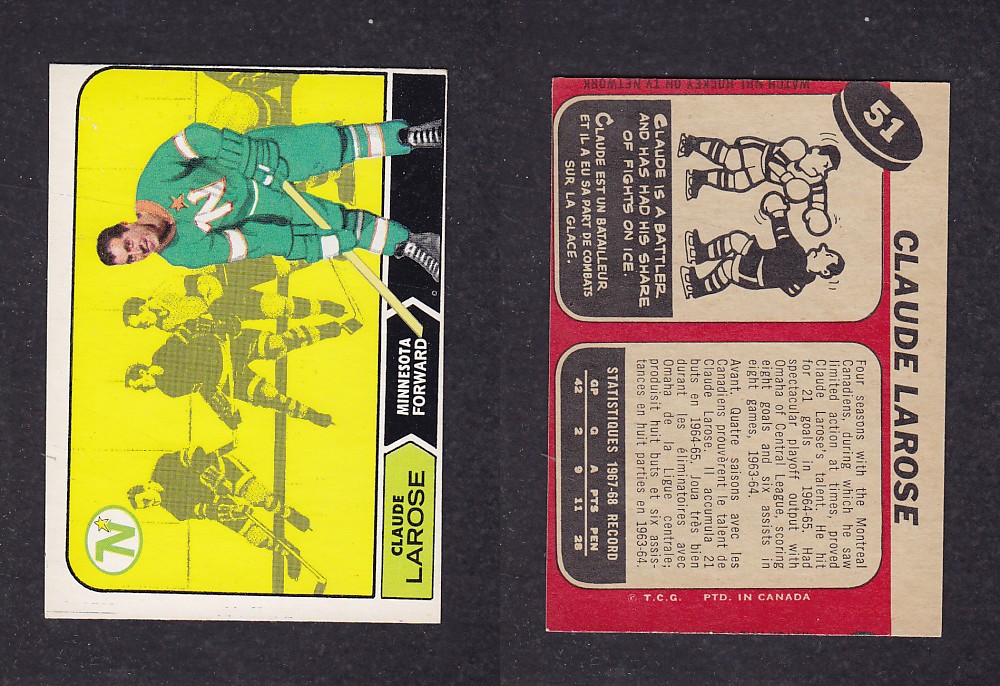 MINNESOTA
FORWARD
CLAUDE
LAROSE
N
N
WATCH NHL HOCKEY ON TV NETWORK
51
CLAUDE LAROSE
CLAUDE IS A BATTLER
AND HAS HAD HIS SHARE
OF FIGHTS ON ICE.
CLAUDE EST UN BATAILLEUR
ET IL A EU SA PART DE COMBATS
SUR LA GLACE.
Four seasons with the Montreal
Canadiens, during which he saw
limited action at times, proved
Claude Larose's talent. He hit
for 21 goals in 1964-65. Had
spectacular playoff output with
Omaha of Central League, scoring
eight goals and six assists in
eight games, 1963-64.
Avant. Quatre saisons avec les
Canadiens prouvèrent le talent de
Claude Larose. Il accumula 21
buts en 1964-65. Joua très bien
durant les éliminatoires avec
Omaha de la Ligue centrale;
produisit huit buts et six assis-
tances en huit parties en 1963-64.
STATISTIQUES 1967-68 RECORD
GP G A PTS PEN
42 2 9 11 28
© T.C.G. PTD. IN CANADA